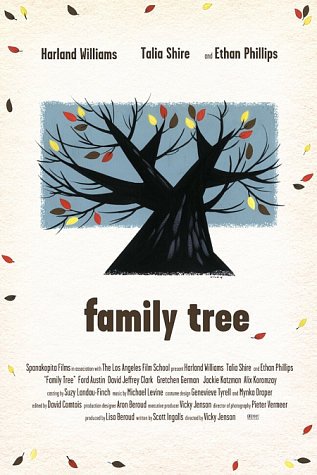 Harland Williams Talia Shire and Ethan Phillips
family tree
Spanakopita Films in association with The Los Angeles Film School present Harland Williams Talia Shire and Ethan Phillips
"Family Tree" Ford Austin David Jeffrey Clark Gretchen German Jackie Katzman Alix Koromzay
casting by Suzy Landau-Finch music by Michael Levine costume design Genevieve Tyrell and Mynka Draper
edited by David Comtois production designer Aron Beroud executive producer Vicky Jenson director of photography Pieter Vermeer
produced by Lisa Beroud written by Scott Ingalls directed by Vicky Jenson